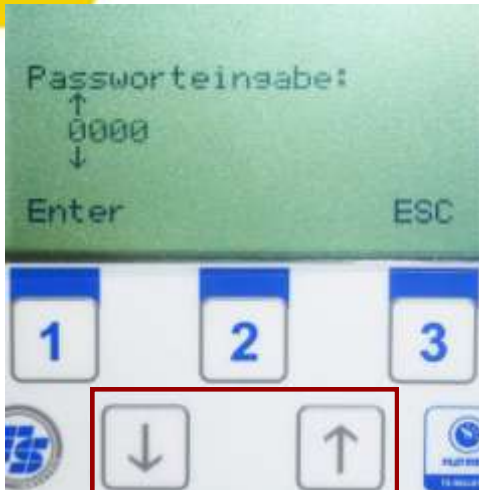 Passworteingabe:
↑
0000
↓
Enter ESC
1 2 3
↓ ↑